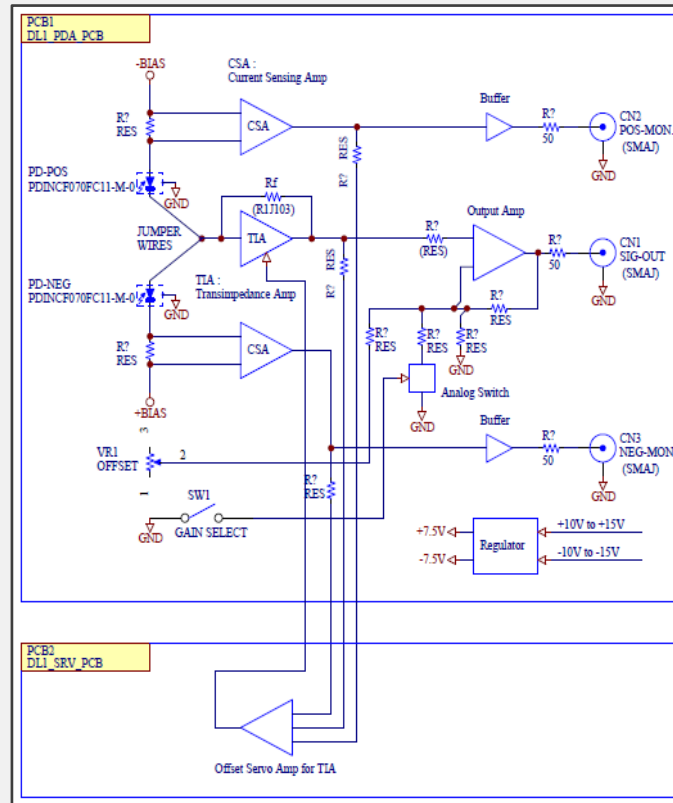 PCB1
DL1_PDA_PCB
-BIAS
CSA :
Current Sensing Amp
R?
RES
CSA
Buffer
R?
50
CN2
POS-MON.
(SMAJ)
GND
RES
R?
PD-POS
PDINCF070FC11-M-0
GND
Rf
(R1J103)
JUMPER
WIRES
TIA
Output Amp
R?
(RES)
R?
50
CN1
SIG-OUT
(SMAJ)
GND
RES
R?
TIA :
Transimpedance Amp
PD-NEG
PDINCF070FC11-M-0
GND
R?
RES
CSA
R?
RES
R?
RES
R?
RES
R?
RES
GND
Analog Switch
GND
+BIAS
3
VR1
OFFSET
2
1
Buffer
R?
50
CN3
NEG-MON
(SMAJ)
GND
R?
RES
SW1
GND
GAIN SELECT
+7.5V
-7.5V
Regulator
+10V to +15V
-10V to -15V
PCB2
DL1_SRV_PCB
Offset Servo Amp for TIA